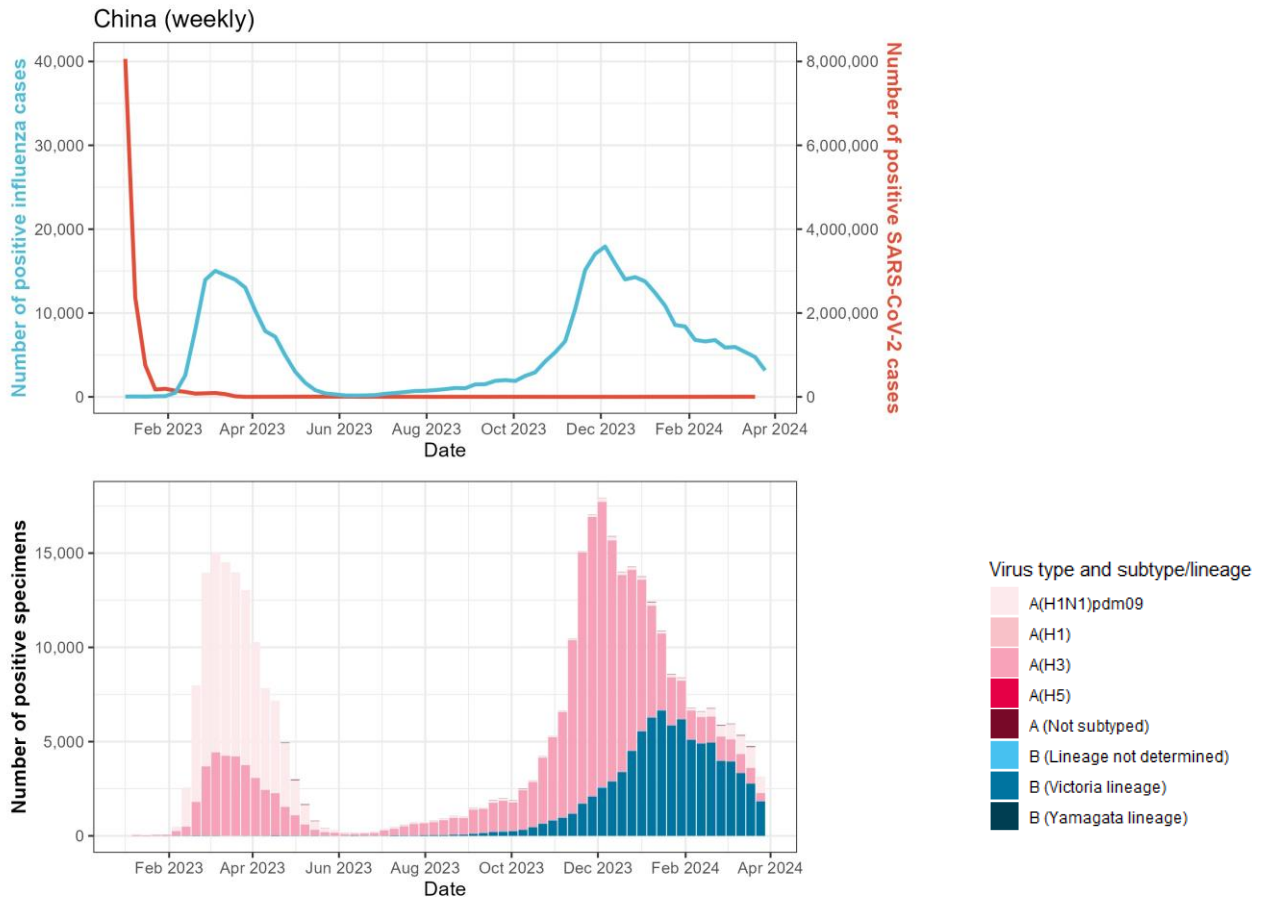 China (weekly)
Number of positive influenza cases
40,000
30,000
20,000
10,000
0
8,000,000
6,000,000
4,000,000
2,000,000
0
Number of positive SARS-CoV-2 cases
Feb 2023 Apr 2023 Jun 2023 Aug 2023 Oct 2023 Dec 2023 Feb 2024 Apr 2024
Date
Number of positive specimens
15,000
10,000
5,000
0
Feb 2023 Apr 2023 Jun 2023 Aug 2023 Oct 2023 Dec 2023 Feb 2024 Apr 2024
Date
Virus type and subtype/lineage
A(H1N1)pdm09
A(H1)
A(H3)
A(H5)
A (Not subtyped)
B (Lineage not determined)
B (Victoria lineage)
B (Yamagata lineage)